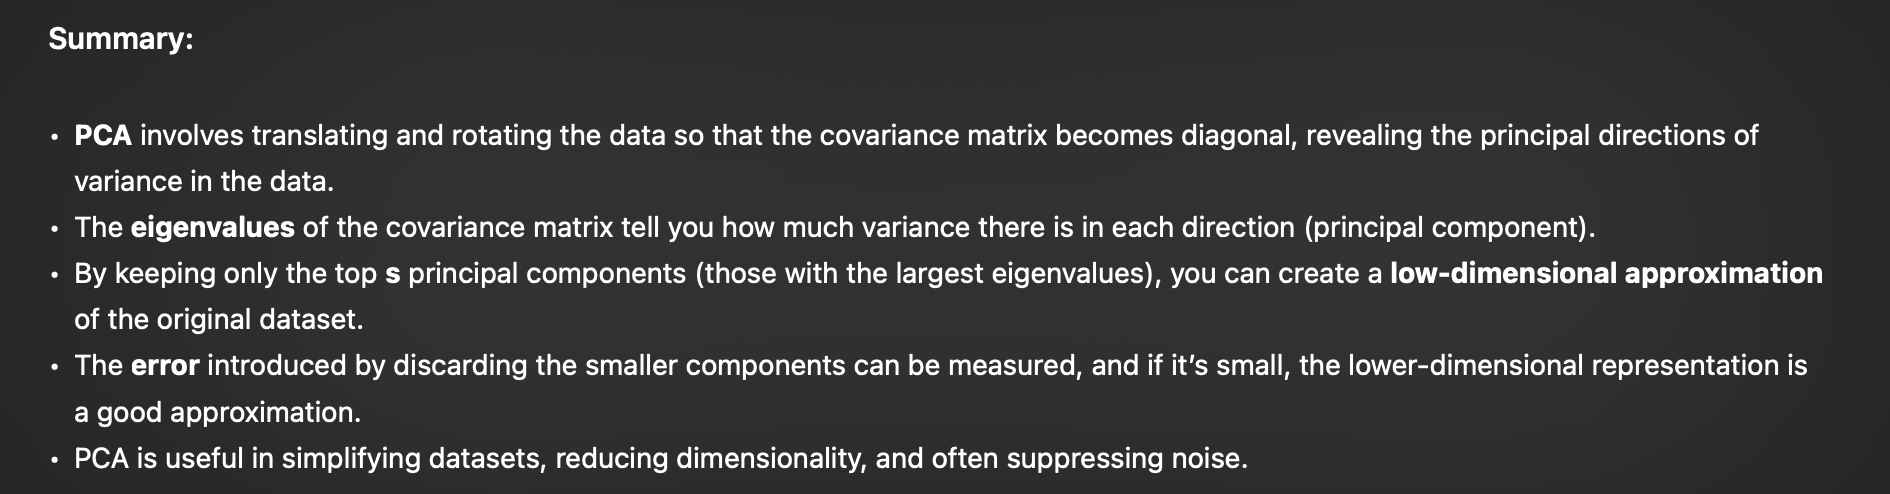 Summary:
• PCA involves translating and rotating the data so that the covariance matrix becomes diagonal, revealing the principal directions of
variance in the data.
• The eigenvalues of the covariance matrix tell you how much variance there is in each direction (principal component).
• By keeping only the top s principal components (those with the largest eigenvalues), you can create a low-dimensional approximation
of the original dataset.
• The error introduced by discarding the smaller components can be measured, and if it’s small, the lower-dimensional representation is
a good approximation.
• PCA is useful in simplifying datasets, reducing dimensionality, and often suppressing noise.